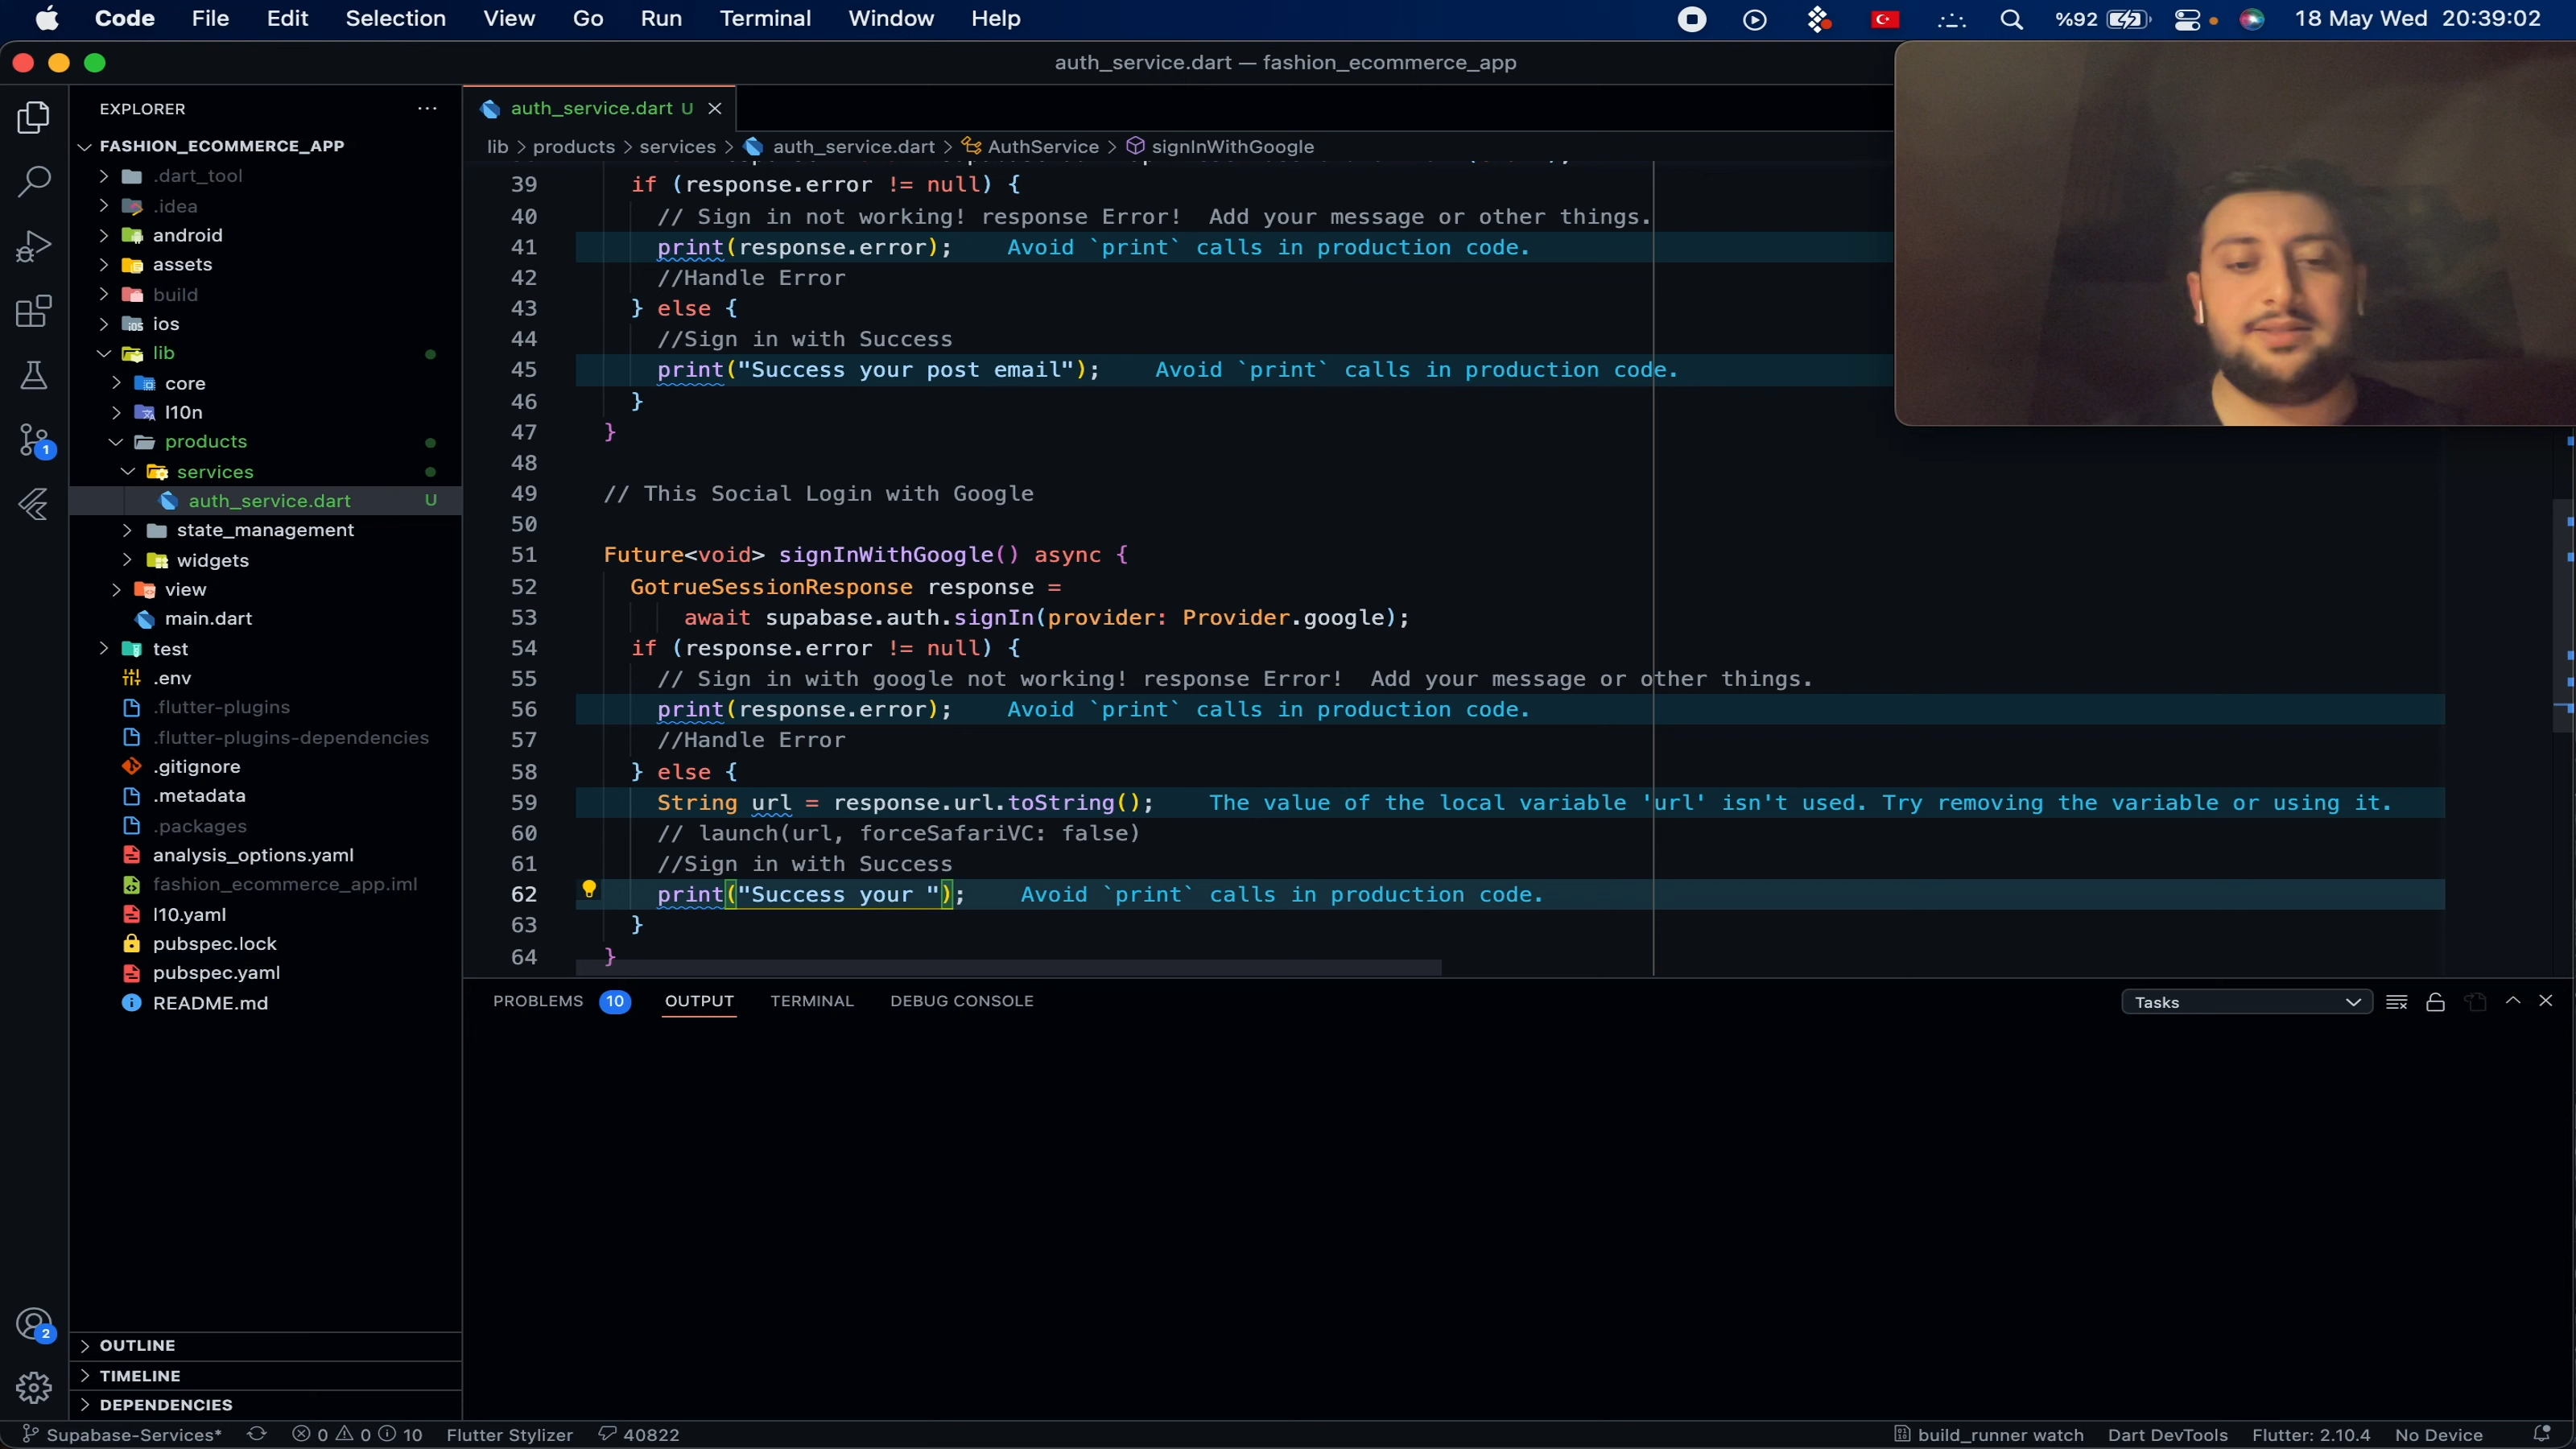 Code File Edit Selection View Go Run Terminal Window Help %92 18 May Wed 20:39:02
auth_service.dart — fashion_ecommerce_app
EXPLORER ···
FASHION_ECOMMERCE_APP
.dart_tool
.idea
android
assets
build
ios
lib
core
l10n
products
services
auth_service.dart U
state_management
widgets
view
main.dart
test
.env
.flutter-plugins
.flutter-plugins-dependencies
.gitignore
.metadata
.packages
analysis_options.yaml
fashion_ecommerce_app.iml
l10.yaml
pubspec.lock
pubspec.yaml
README.md
OUTLINE
TIMELINE
DEPENDENCIES
1
2
auth_service.dart U
lib > products > services > auth_service.dart > AuthService > signInWithGoogle
39 if (response.error != null) {
40 // Sign in not working! response Error!  Add your message or other things.
41 print(response.error); Avoid `print` calls in production code.
42 //Handle Error
43 } else {
44 //Sign in with Success
45 print("Success your post email"); Avoid `print` calls in production code.
46 }
47 }
48
49 // This Social Login with Google
50
51 Future<void> signInWithGoogle() async {
52 GotrueSessionResponse response =
53 await supabase.auth.signIn(provider: Provider.google);
54 if (response.error != null) {
55 // Sign in with google not working! response Error!  Add your message or other things.
56 print(response.error); Avoid `print` calls in production code.
57 //Handle Error
58 } else {
59 String url = response.url.toString(); The value of the local variable 'url' isn't used. Try removing the variable or using it.
60 // launch(url, forceSafariVC: false)
61 //Sign in with Success
62 print("Success your "); Avoid `print` calls in production code.
63 }
64 }
PROBLEMS 10 OUTPUT TERMINAL DEBUG CONSOLE Tasks
Supabase-Services* 0 0 10 Flutter Stylizer 40822 build_runner watch Dart DevTools Flutter: 2.10.4 No Device